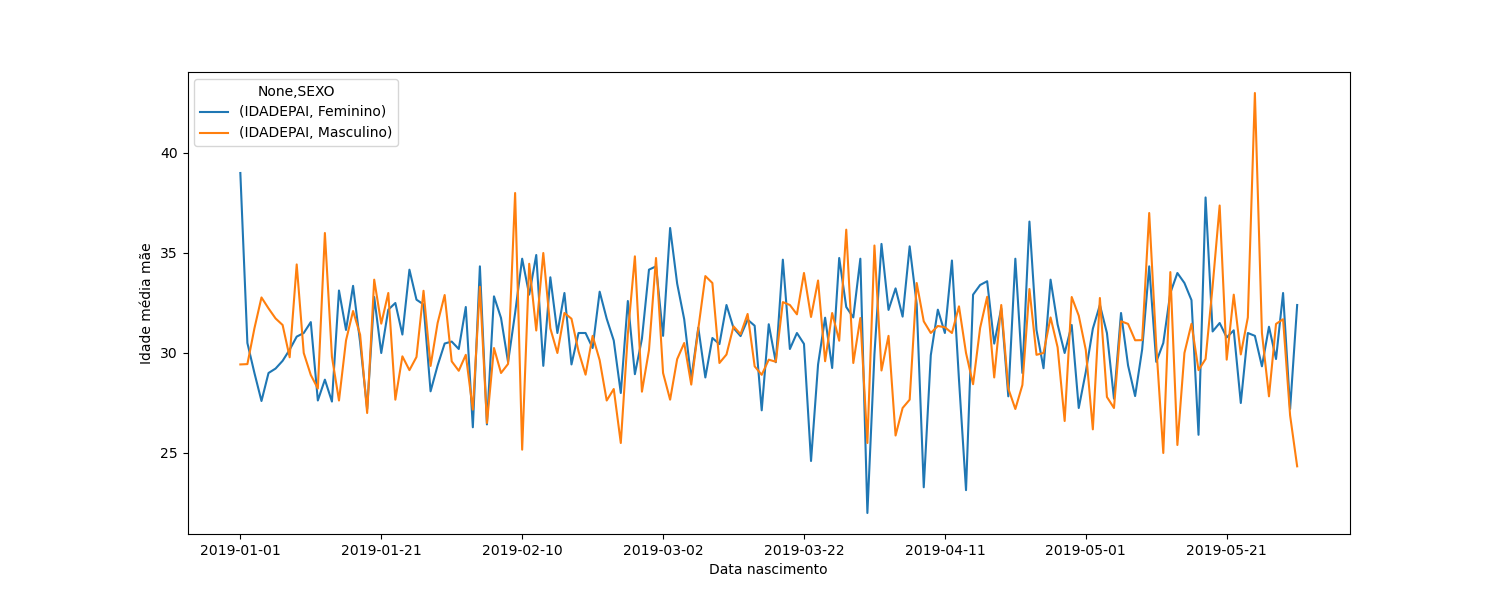 None,SEXO
(IDADEPAI, Feminino)
(IDADEPAI, Masculino)
Idade média mãe
40
35
30
25
2019-01-01 2019-01-21 2019-02-10 2019-03-02 2019-03-22 2019-04-11 2019-05-01 2019-05-21
Data nascimento